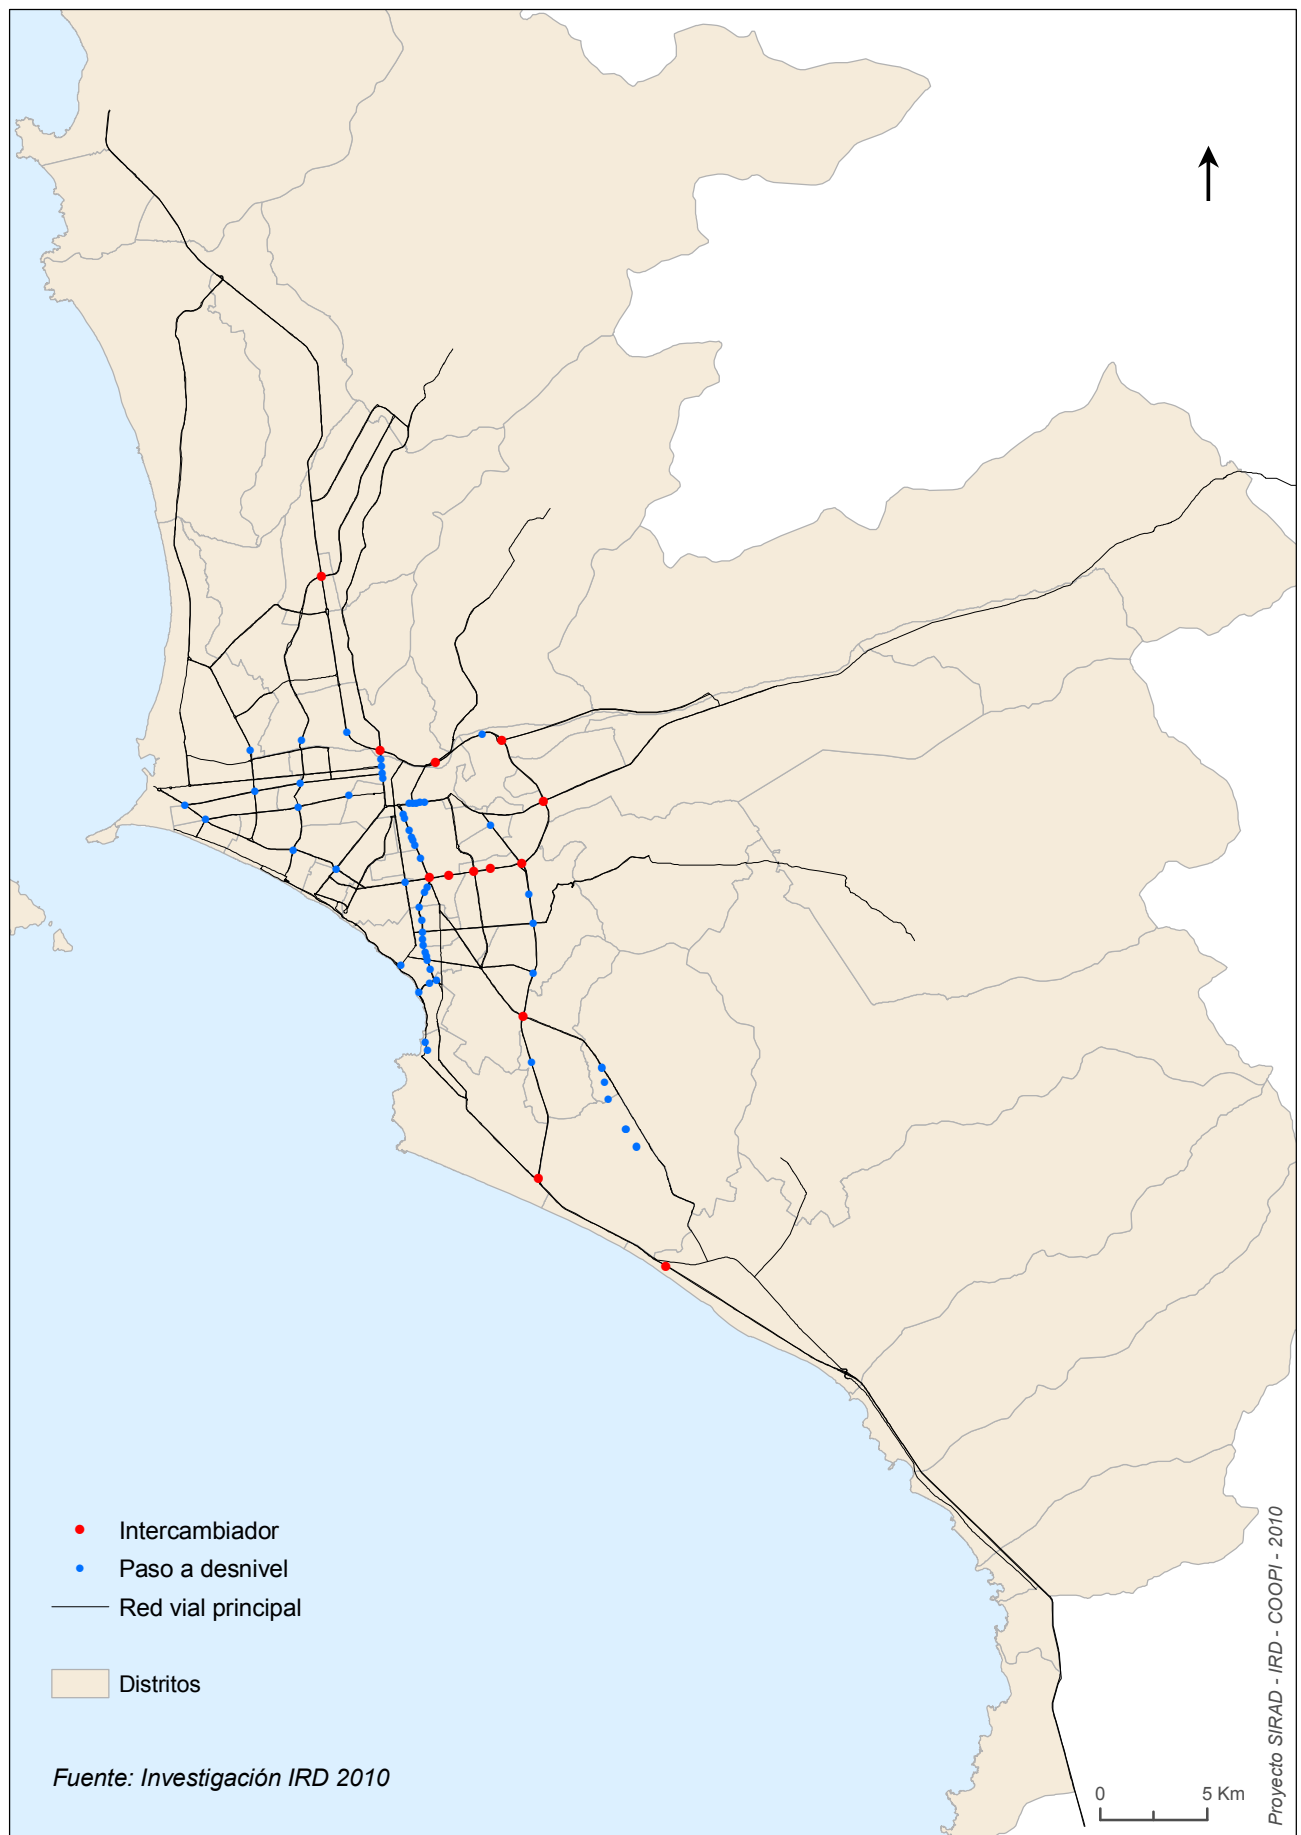 Intercambiador
Paso a desnivel
Red vial principal
Distritos
Fuente: Investigación IRD 2010
0 5 Km
Proyecto SIRAD - IRD - COOPI - 2010